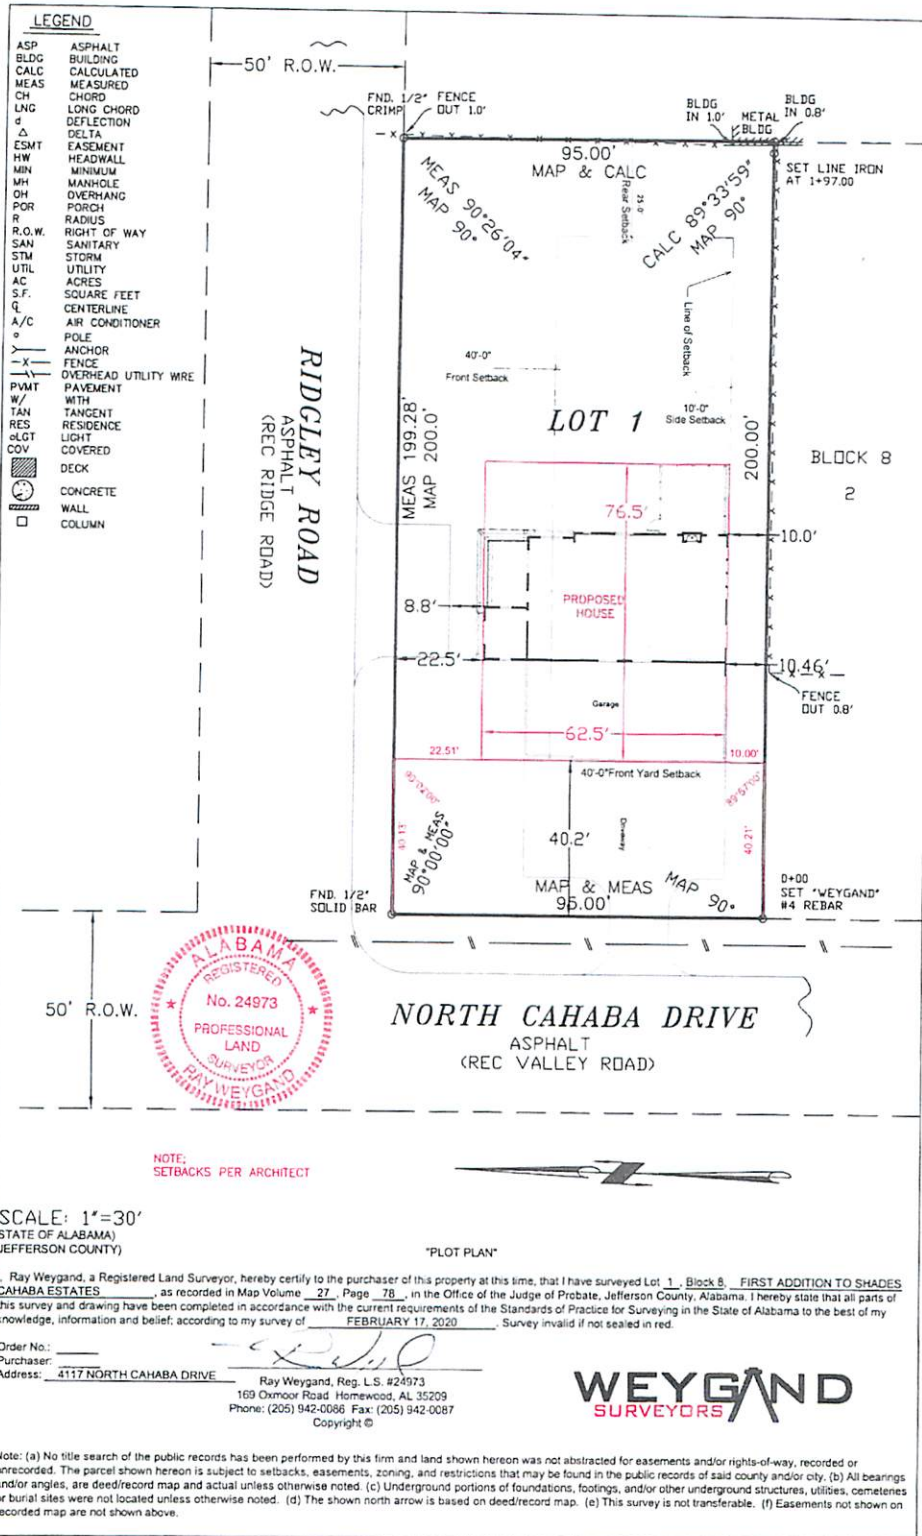 LEGEND
ASP ASPHALT
BLDG BUILDING
CALC CALCULATED
MEAS MEASURED
CH CHORD
LNG LONG CHORD
d DEFLECTION
Δ DELTA
ESMT EASEMENT
HW HEADWALL
MIN MINIMUM
MH MANHOLE
OH OVERHANG
POR PORCH
R RADIUS
R.O.W. RIGHT OF WAY
SAN SANITARY
STM STORM
UTIL UTILITY
AC ACRES
S.F. SQUARE FEET
℄ CENTERLINE
A/C AIR CONDITIONER
POLE
ANCHOR
-X- FENCE
OVERHEAD UTILITY WIRE
PVMT PAVEMENT
W/ WITH
TAN TANGENT
RES RESIDENCE
LGT LIGHT
COV COVERED
DECK
CONCRETE
WALL
COLUMN
50' R.O.W.
FND. 1/2"
CRIMP
FENCE
OUT 1.0'
BLDG
IN 1.0'
METAL
BLDG
BLDG
IN 0.8'
95.00'
MAP & CALC
SET LINE IRON
AT 1+97.00
MEAS 90°26'04"
MAP 90°
25'-0"
Rear Setback
CALC 89°33'59"
MAP 90°
Line of Setback
40'-0"
Front Setback
10'-0"
Side Setback
LOT 1
RIDGLEY ROAD
ASPHALT
(REC RIDGE ROAD)
MEAS 199.28'
MAP 200.0'
200.00'
BLOCK 8
2
76.5'
10.0'
PROPOSED
HOUSE
8.8'
22.5'
10.46'
FENCE
OUT 0.8'
Garage
62.5'
22.51'
10.00'
40'-0"Front Yard Setback
90°02'00"
89°57'00"
40.13'
MAP & MEAS
90°00'00"
40.2'
Driveway
40.21'
MAP & MEAS
95.00'
MAP 90°
0+00
SET "WEYGAND"
#4 REBAR
FND. 1/2"
SOLID BAR
ALABAMA
REGISTERED
No. 24973
PROFESSIONAL
LAND
SURVEYOR
RAY WEYGAND
50' R.O.W.
NORTH CAHABA DRIVE
ASPHALT
(REC VALLEY ROAD)
NOTE;
SETBACKS PER ARCHITECT
SCALE: 1"=30'
STATE OF ALABAMA)
JEFFERSON COUNTY)
"PLOT PLAN"
, Ray Weygand, a Registered Land Surveyor, hereby certify to the purchaser of this property at this time, that I have surveyed Lot 1 , Block 8, FIRST ADDITION TO SHADES
CAHABA ESTATES , as recorded in Map Volume 27 , Page 78 , in the Office of the Judge of Probate, Jefferson County, Alabama. I hereby state that all parts of
this survey and drawing have been completed in accordance with the current requirements of the Standards of Practice for Surveying in the State of Alabama to the best of my
knowledge, information and belief; according to my survey of FEBRUARY 17, 2020 . Survey invalid if not sealed in red.
Order No.:
Purchaser:
Address: 4117 NORTH CAHABA DRIVE
Ray Weygand, Reg. L.S. #24973
169 Oxmoor Road Homewood, AL 35209
Phone: (205) 942-0086 Fax: (205) 942-0087
Copyright ©
WEYGAND
SURVEYORS
Note: (a) No title search of the public records has been performed by this firm and land shown hereon was not abstracted for easements and/or rights-of-way, recorded or
unrecorded. The parcel shown hereon is subject to setbacks, easements, zoning, and restrictions that may be found in the public records of said county and/or city. (b) All bearings
and/or angles, are deed/record map and actual unless otherwise noted. (c) Underground portions of foundations, footings, and/or other underground structures, utilities, cemeteries
or burial sites were not located unless otherwise noted. (d) The shown north arrow is based on deed/record map. (e) This survey is not transferable. (f) Easements not shown on
recorded map are not shown above.